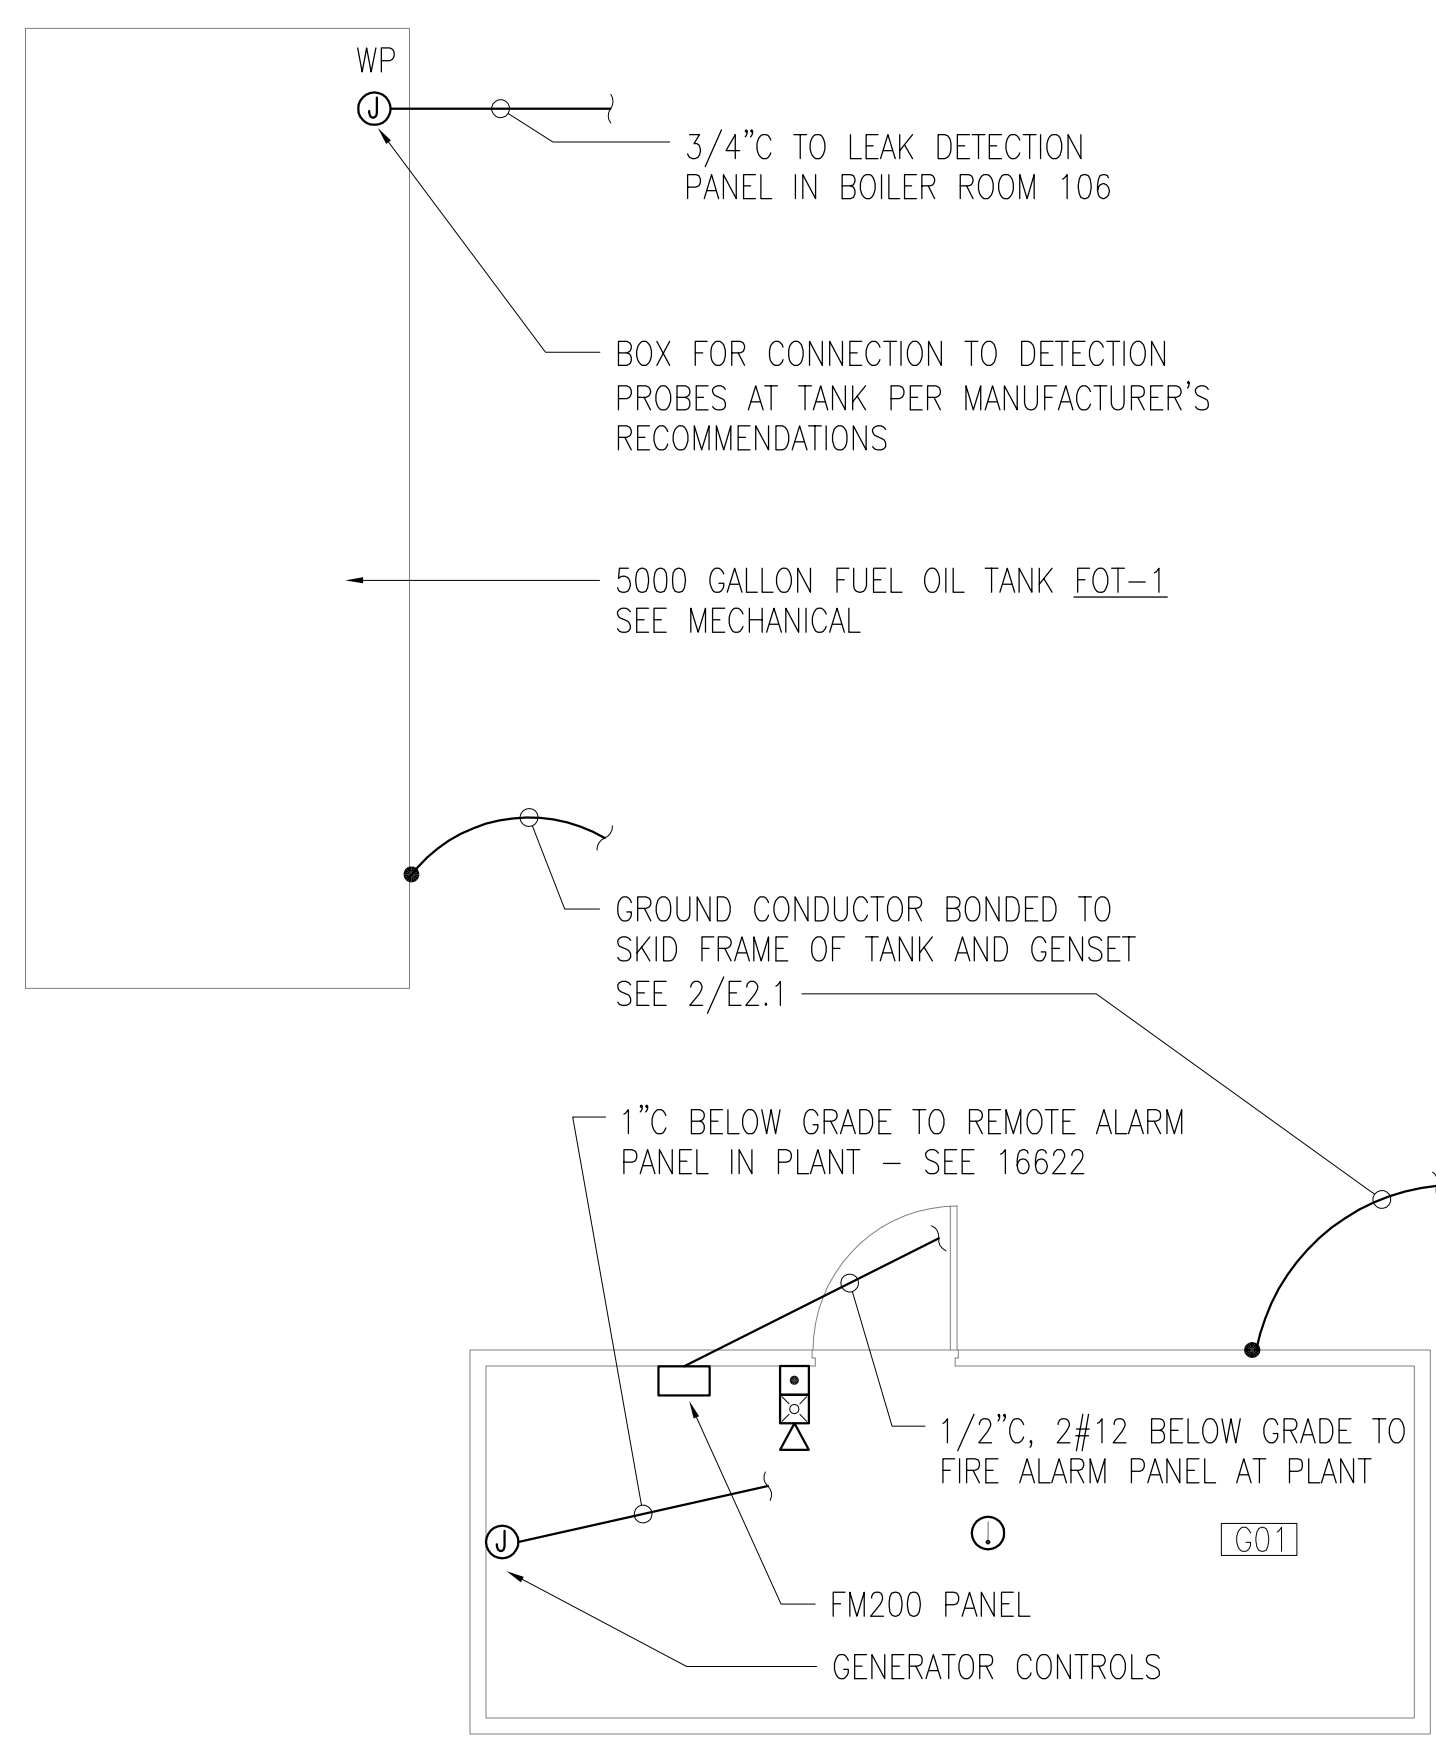 WP
J
3/4”C TO LEAK DETECTION
PANEL IN BOILER ROOM 106
BOX FOR CONNECTION TO DETECTION
PROBES AT TANK PER MANUFACTURER’S
RECOMMENDATIONS
5000 GALLON FUEL OIL TANK FOT-1
SEE MECHANICAL
GROUND CONDUCTOR BONDED TO
SKID FRAME OF TANK AND GENSET
SEE 2/E2.1
1”C BELOW GRADE TO REMOTE ALARM
PANEL IN PLANT - SEE 16622
1/2”C, 2#12 BELOW GRADE TO
FIRE ALARM PANEL AT PLANT
J
G01
FM200 PANEL
GENERATOR CONTROLS